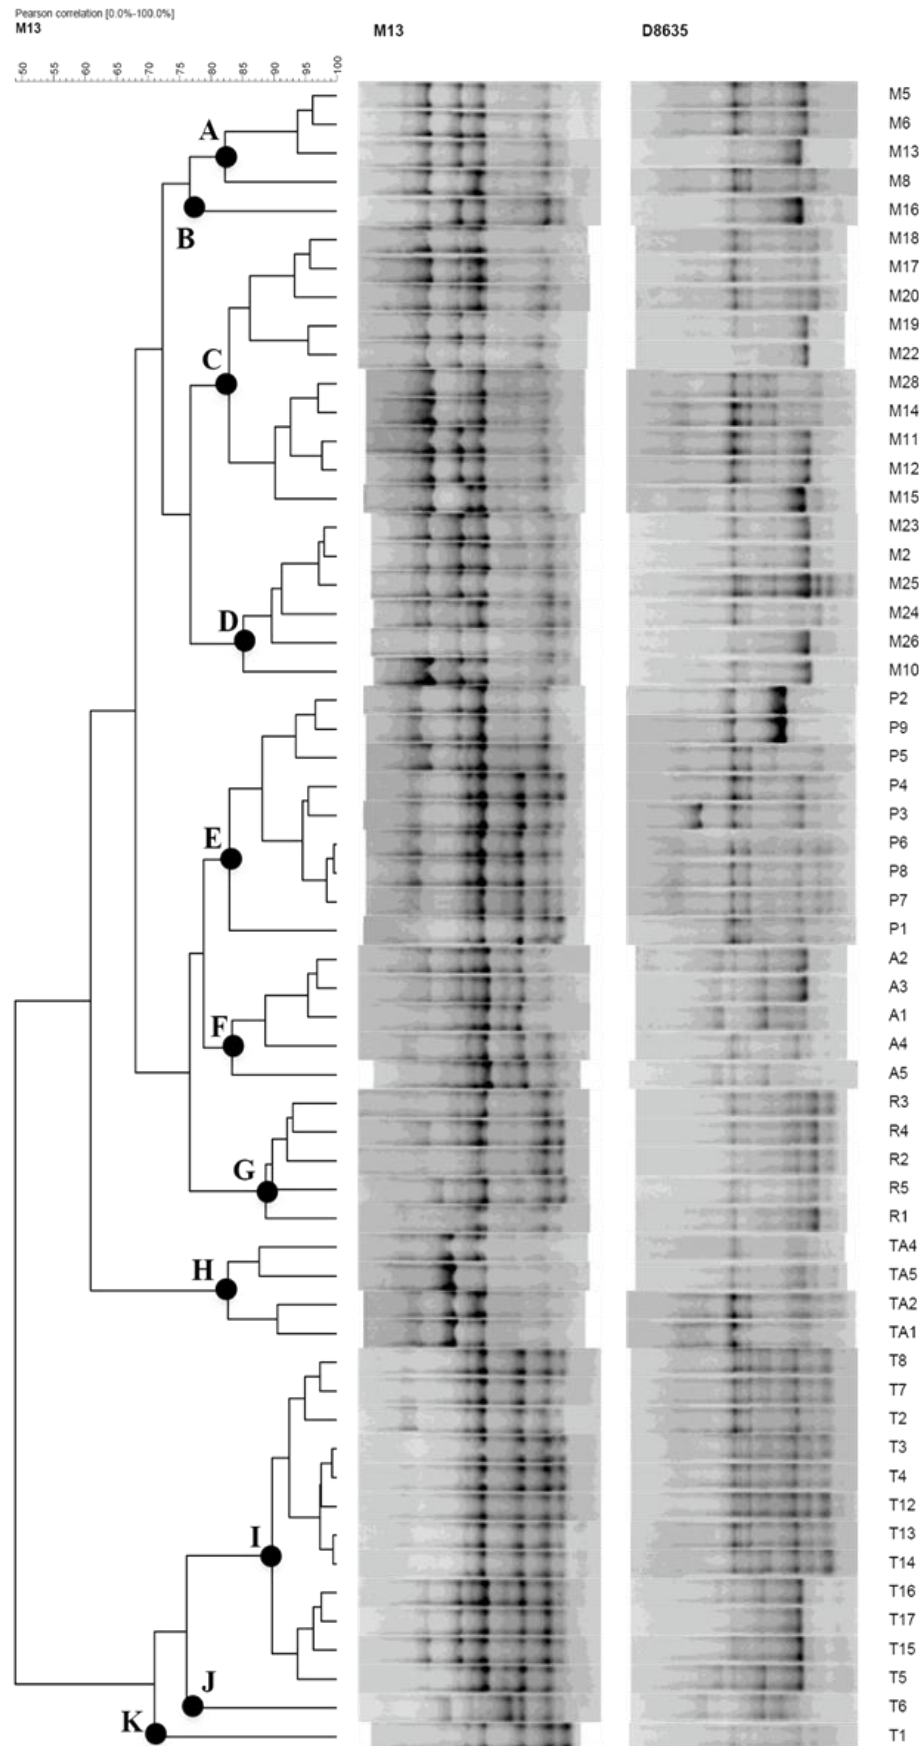 Pearson correlation [0.0%-100.0%]
M13
M13
D8635
50 55 60 65 70 75 80 85 90 95 100
M5
A
M6
M13
M8
M16
B
M18
M17
M20
M19
C
M22
M28
M14
M11
M12
M15
M23
M2
M25
D
M24
M26
M10
P2
P9
P5
P4
P3
E
P6
P8
P7
P1
A2
A3
F
A1
A4
A5
R3
R4
G
R2
R5
R1
TA4
H
TA5
TA2
TA1
T8
T7
T2
T3
T4
T12
I
T13
T14
T16
T17
T15
J
T5
T6
K
T1